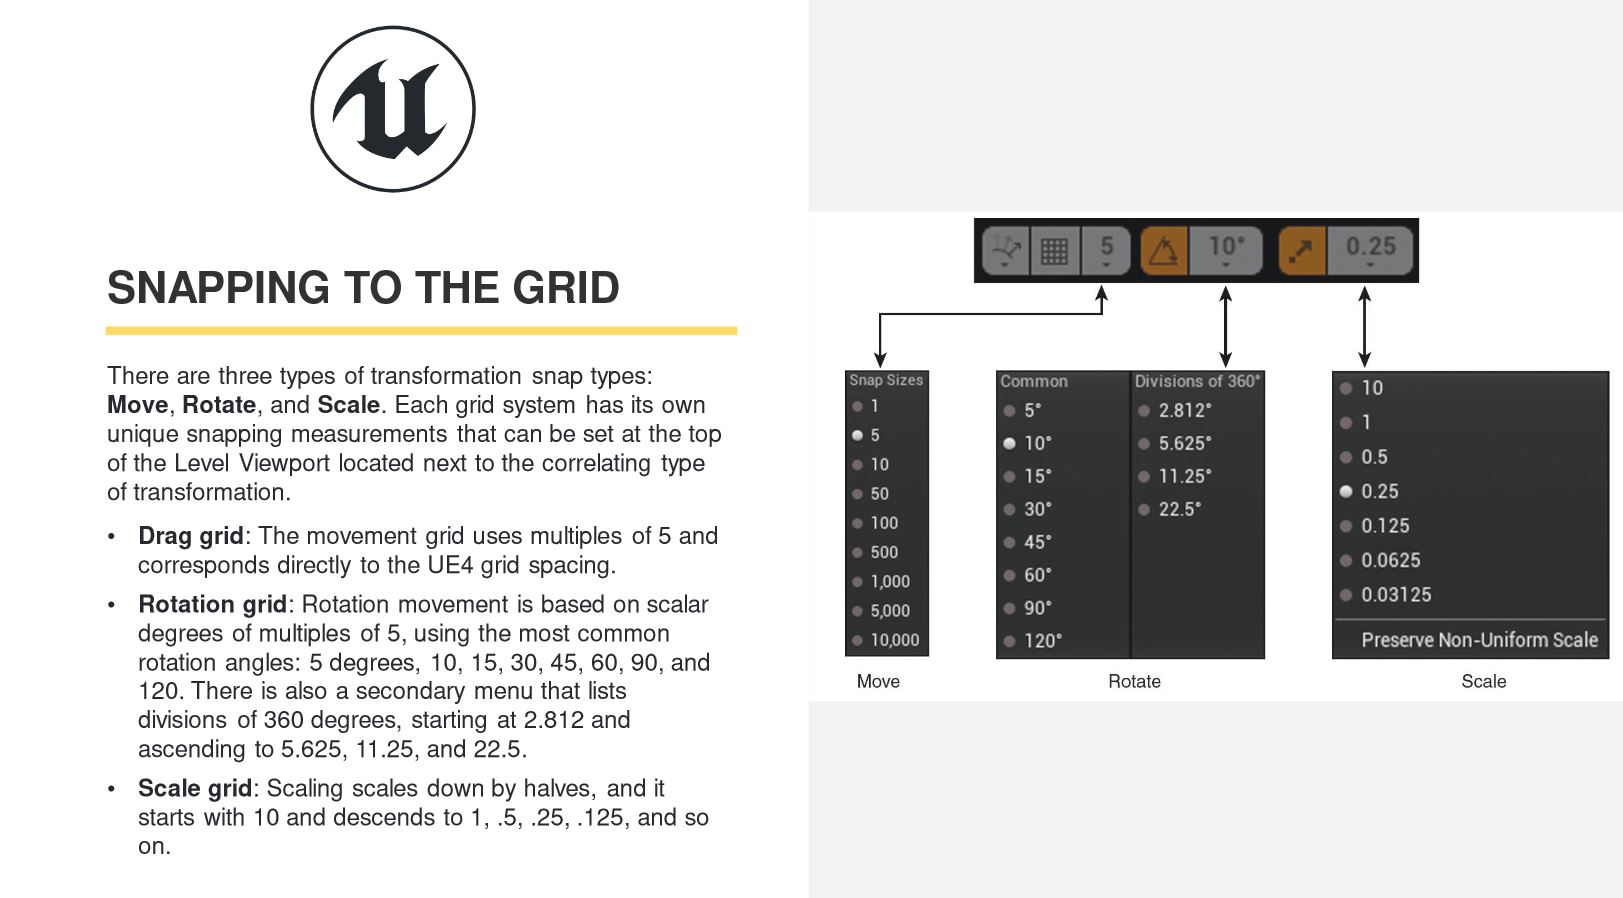 SNAPPING TO THE GRID
There are three types of transformation snap types:
Move, Rotate, and Scale. Each grid system has its own
unique snapping measurements that can be set at the top
of the Level Viewport located next to the correlating type
of transformation.
• Drag grid: The movement grid uses multiples of 5 and
corresponds directly to the UE4 grid spacing.
• Rotation grid: Rotation movement is based on scalar
degrees of multiples of 5, using the most common
rotation angles: 5 degrees, 10, 15, 30, 45, 60, 90, and
120. There is also a secondary menu that lists
divisions of 360 degrees, starting at 2.812 and
ascending to 5.625, 11.25, and 22.5.
• Scale grid: Scaling scales down by halves, and it
starts with 10 and descends to 1, .5, .25, .125, and so
on.
5 10° 0.25
Snap Sizes
1
5
10
50
100
500
1,000
5,000
10,000
Move
Common
5°
10°
15°
30°
45°
60°
90°
120°
Divisions of 360°
2.812°
5.625°
11.25°
22.5°
Rotate
10
1
0.5
0.25
0.125
0.0625
0.03125
Preserve Non-Uniform Scale
Scale